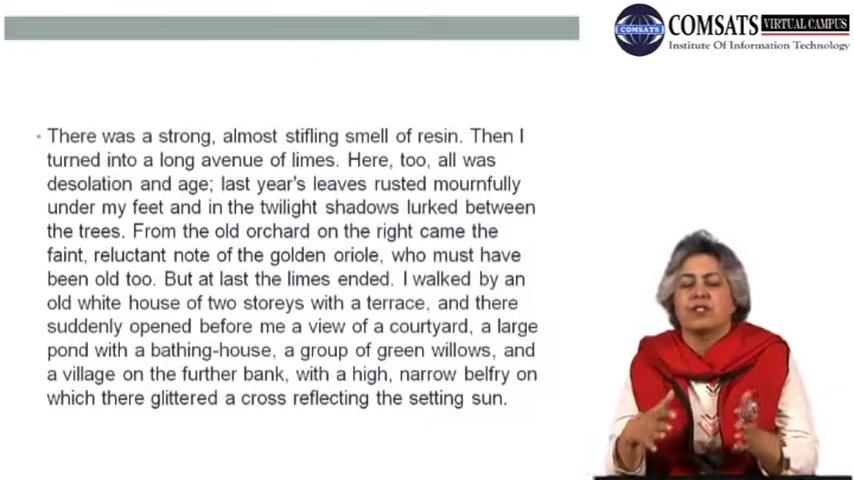 COMSATS VIRTUAL CAMPUS
Institute Of Information Technology
COMSATS
• There was a strong, almost stifling smell of resin. Then I
turned into a long avenue of limes. Here, too, all was
desolation and age; last year's leaves rusted mournfully
under my feet and in the twilight shadows lurked between
the trees. From the old orchard on the right came the
faint, reluctant note of the golden oriole, who must have
been old too. But at last the limes ended. I walked by an
old white house of two storeys with a terrace, and there
suddenly opened before me a view of a courtyard, a large
pond with a bathing-house, a group of green willows, and
a village on the further bank, with a high, narrow belfry on
which there glittered a cross reflecting the setting sun.